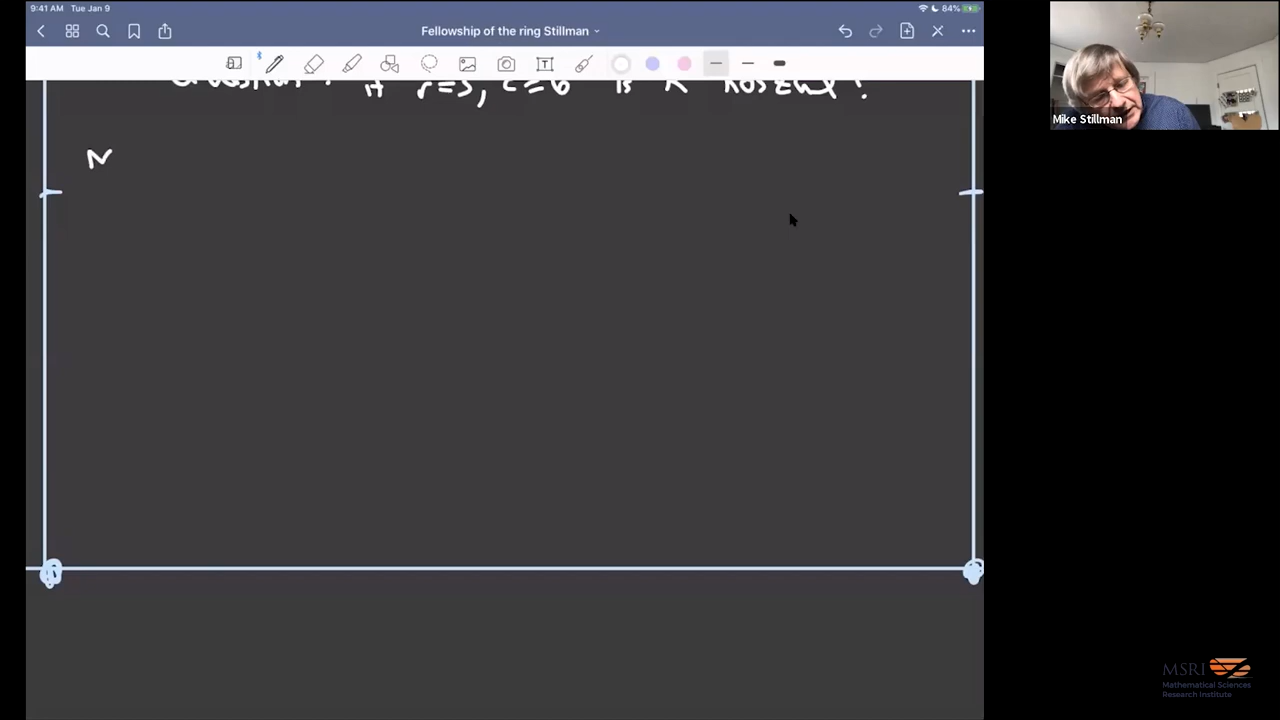 9:41 AM Tue Jan 9
84%
Fellowship of the ring Stillman
Question: If r=3, c=6 is R Koszul?
N
Mike Stillman
MSRI
Mathematical Sciences
Research Institute